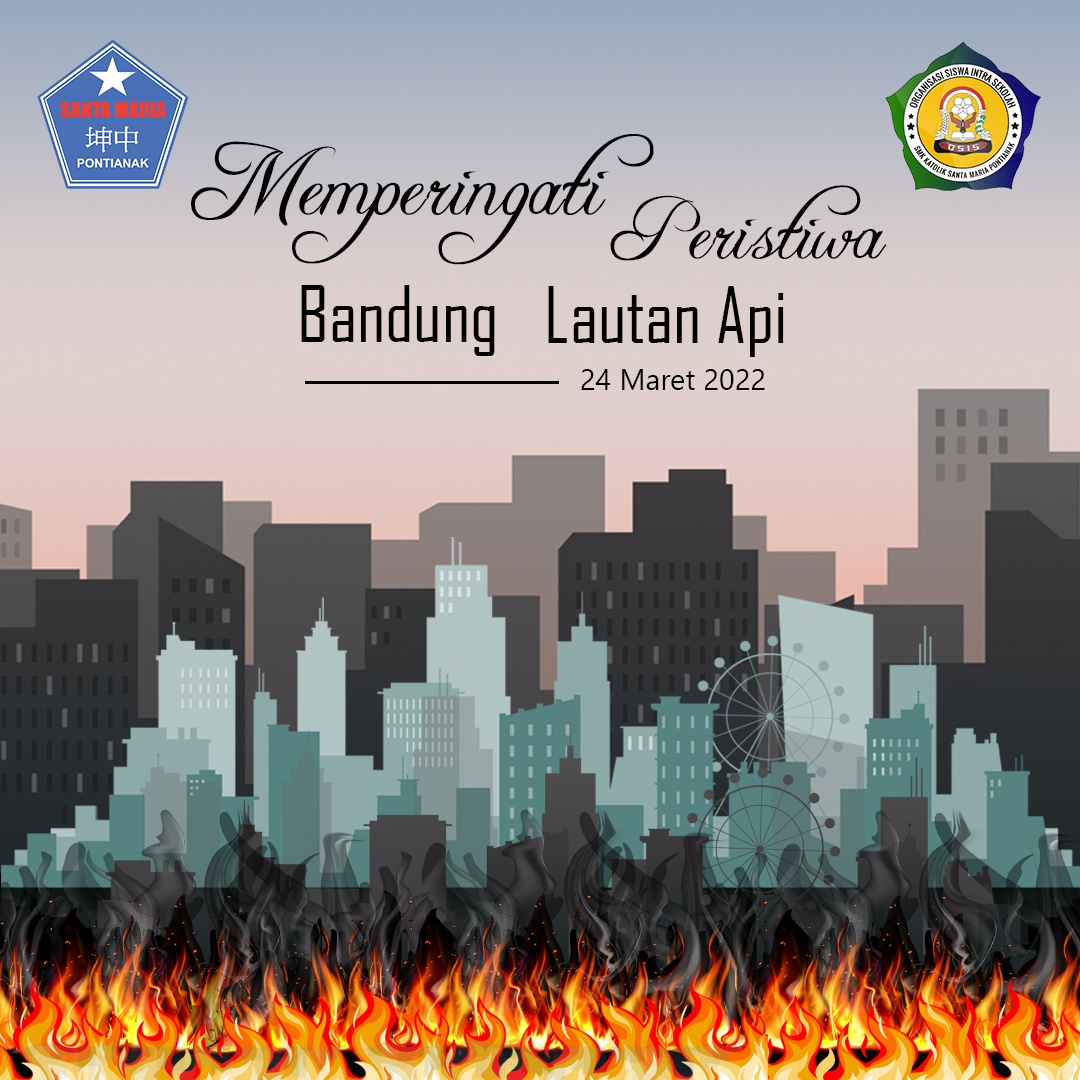 SANTA MARIA
坤中
PONTIANAK
ORGANISASI SISWA INTRA SEKOLAH
OSIS
SMK KATOLIK SANTA MARIA PONTIANAK
Memperingati Peristiwa
Bandung Lautan Api
24 Maret 2022